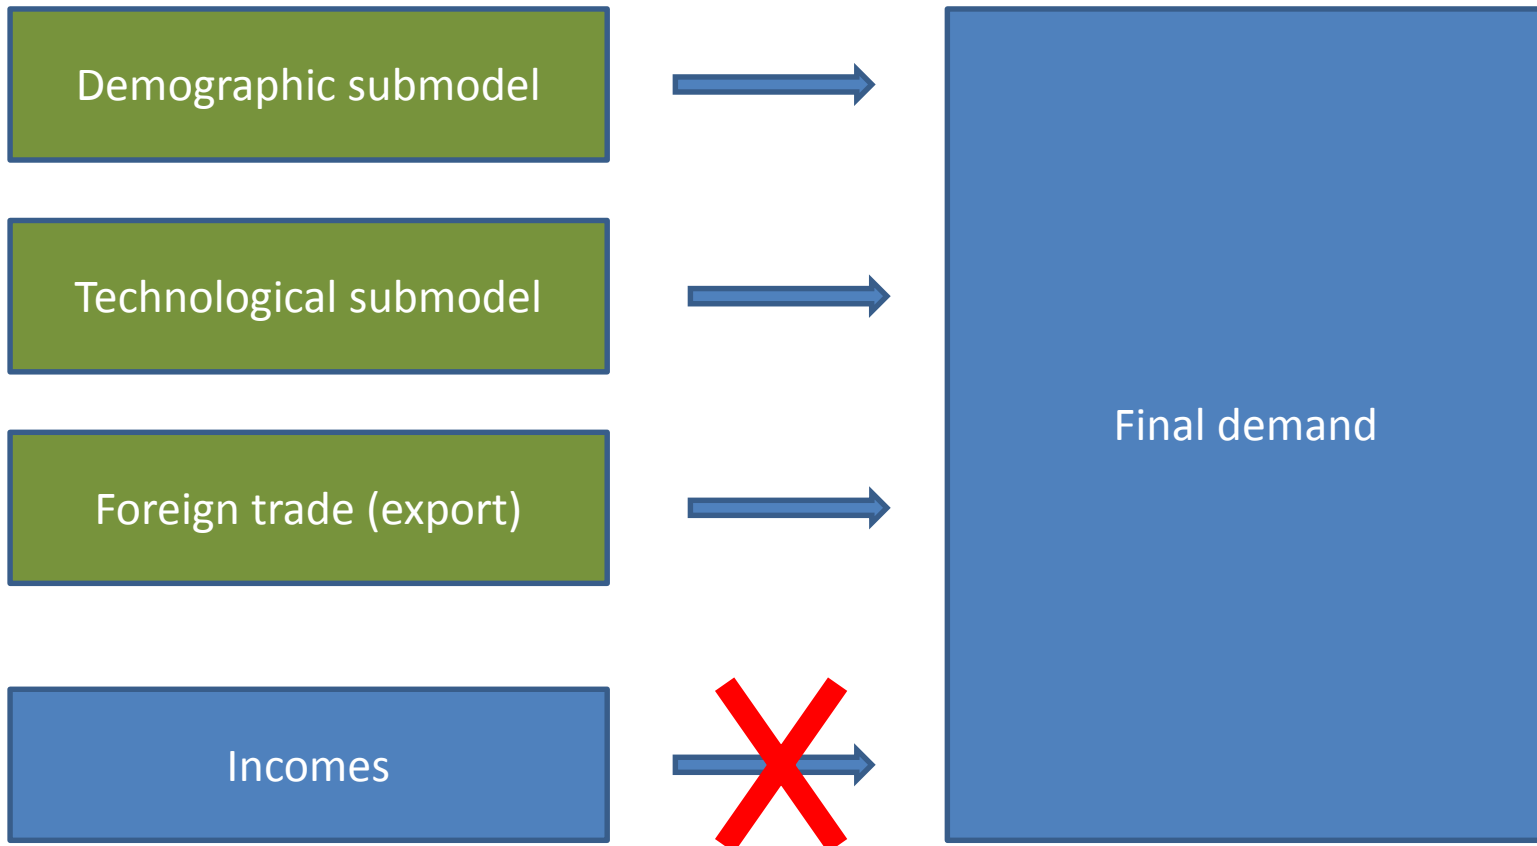 Demographic submodel
Technological submodel
Foreign trade (export)
Incomes
Final demand